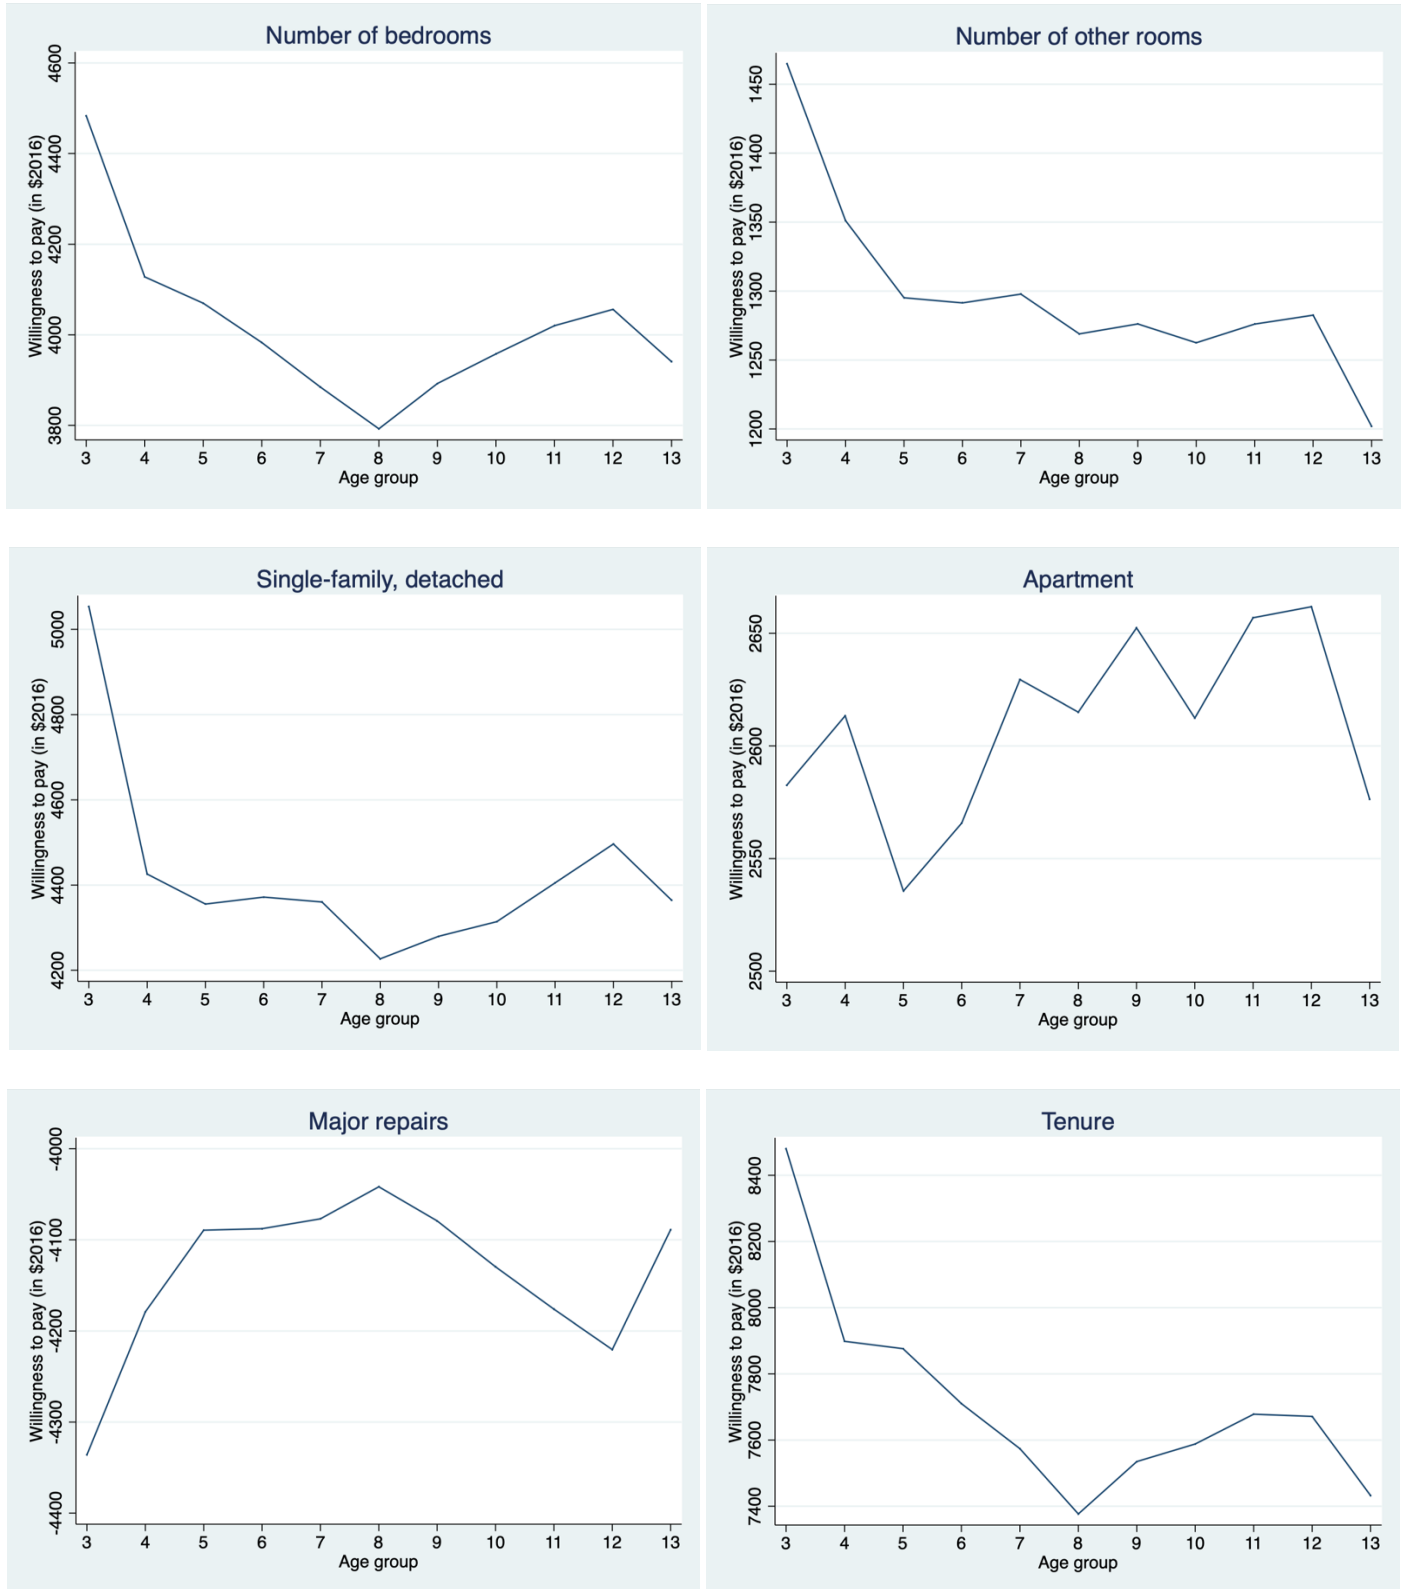 Number of bedrooms
Willingness to pay (in $2016)
4600
4400
4200
4000
3800
3 4 5 6 7 8 9 10 11 12 13
Age group
Number of other rooms
Willingness to pay (in $2016)
1450
1400
1350
1300
1250
1200
3 4 5 6 7 8 9 10 11 12 13
Age group
Single-family, detached
Willingness to pay (in $2016)
5000
4800
4600
4400
4200
3 4 5 6 7 8 9 10 11 12 13
Age group
Apartment
Willingness to pay (in $2016)
2650
2600
2550
2500
3 4 5 6 7 8 9 10 11 12 13
Age group
Major repairs
Willingness to pay (in $2016)
-4000
-4100
-4200
-4300
-4400
3 4 5 6 7 8 9 10 11 12 13
Age group
Tenure
Willingness to pay (in $2016)
8400
8200
8000
7800
7600
7400
3 4 5 6 7 8 9 10 11 12 13
Age group